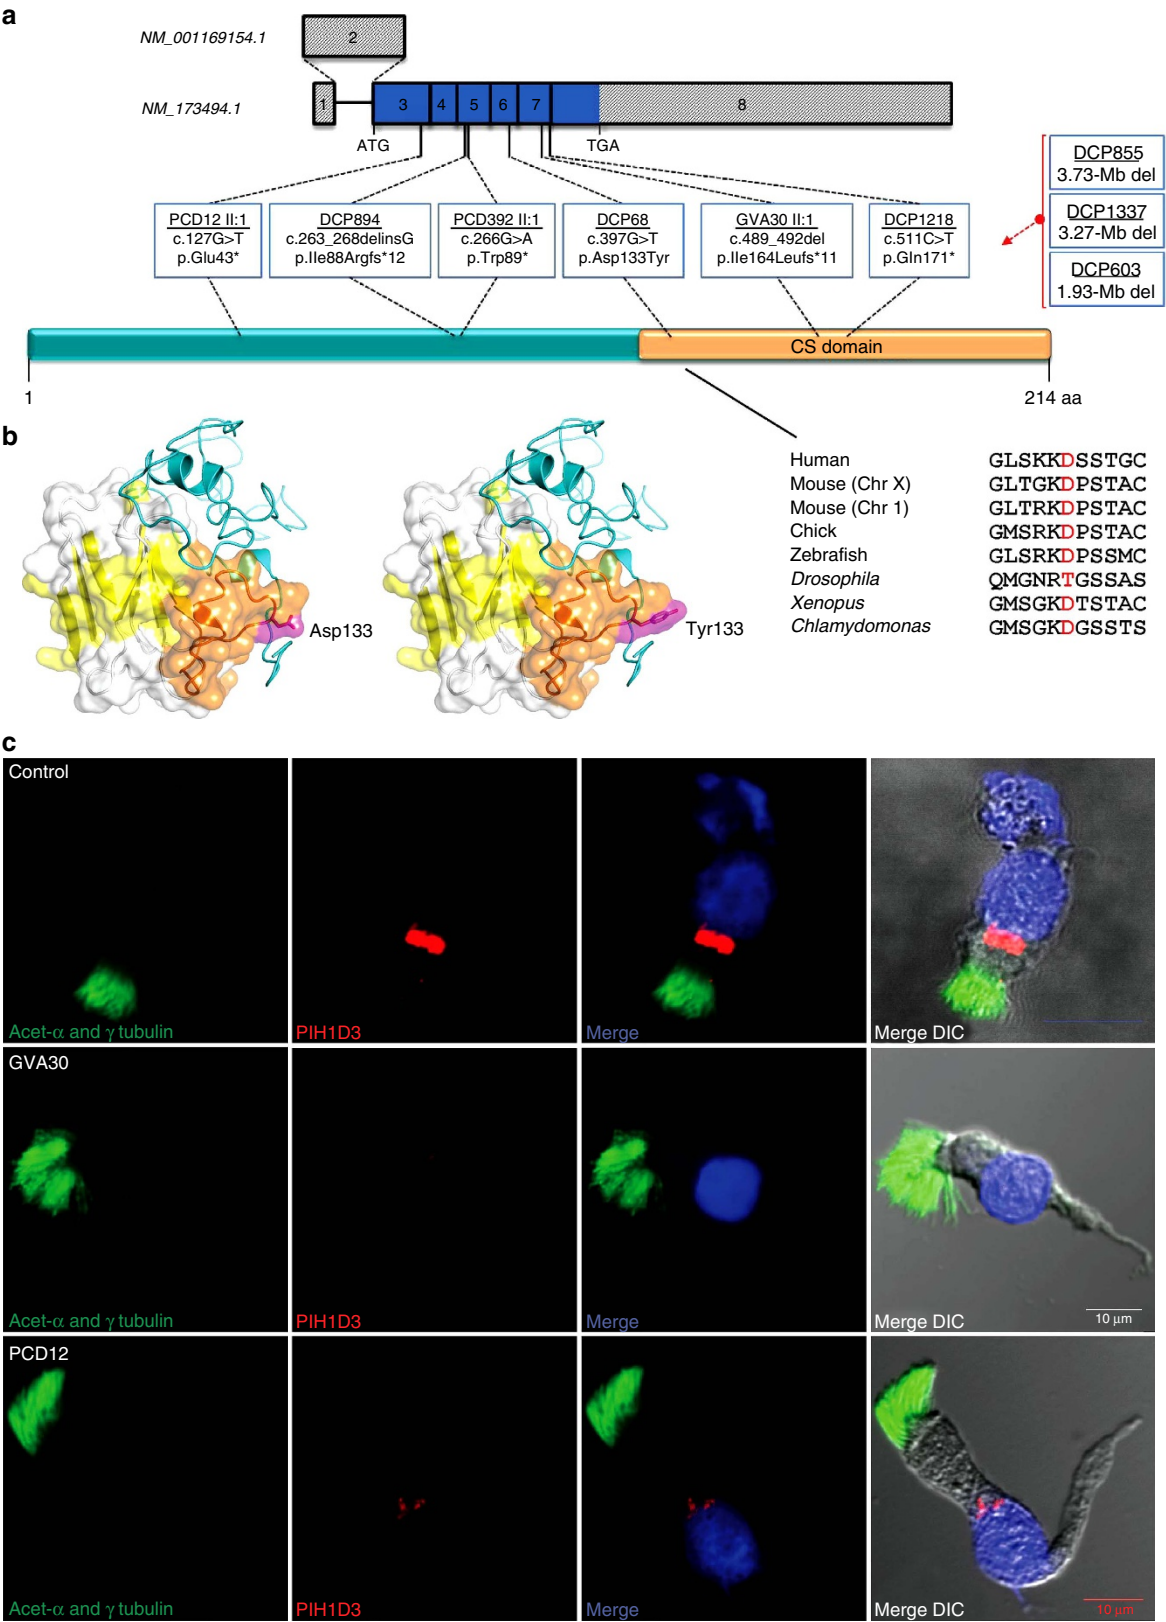 a
NM_001169154.1
2
NM_173494.1
1
3
4
5
6
7
8
ATG
TGA
DCP855
3.73-Mb del
DCP1337
3.27-Mb del
DCP603
1.93-Mb del
PCD12 II:1
c.127G>T
p.Glu43*
DCP894
c.263_268delinsG
p.Ile88Argfs*12
PCD392 II:1
c.266G>A
p.Trp89*
DCP68
c.397G>T
p.Asp133Tyr
GVA30 II:1
c.489_492del
p.Ile164Leufs*11
DCP1218
c.511C>T
p.Gln171*
CS domain
1
214 aa
b
Asp133
Tyr133
Human GLSKKDSSTGC
Mouse (Chr X) GLTGKDPSTAC
Mouse (Chr 1) GLTRKDPSTAC
Chick GMSRKDPSTAC
Zebrafish GLSRKDPSSMC
Drosophila QMGNRTGSSAS
Xenopus GMSGKDTSTAC
Chlamydomonas GMSGKDGSSTS
c
Control
Acet-α and γ tubulin
PIH1D3
Merge
Merge DIC
GVA30
Acet-α and γ tubulin
PIH1D3
Merge
Merge DIC
10 μm
PCD12
Acet-α and γ tubulin
PIH1D3
Merge
Merge DIC
10 μm